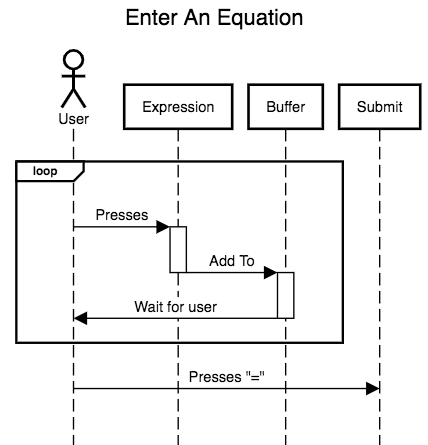 Enter An Equation
User
Expression
Buffer
Submit
loop
Presses
Add To
Wait for user
Presses "="